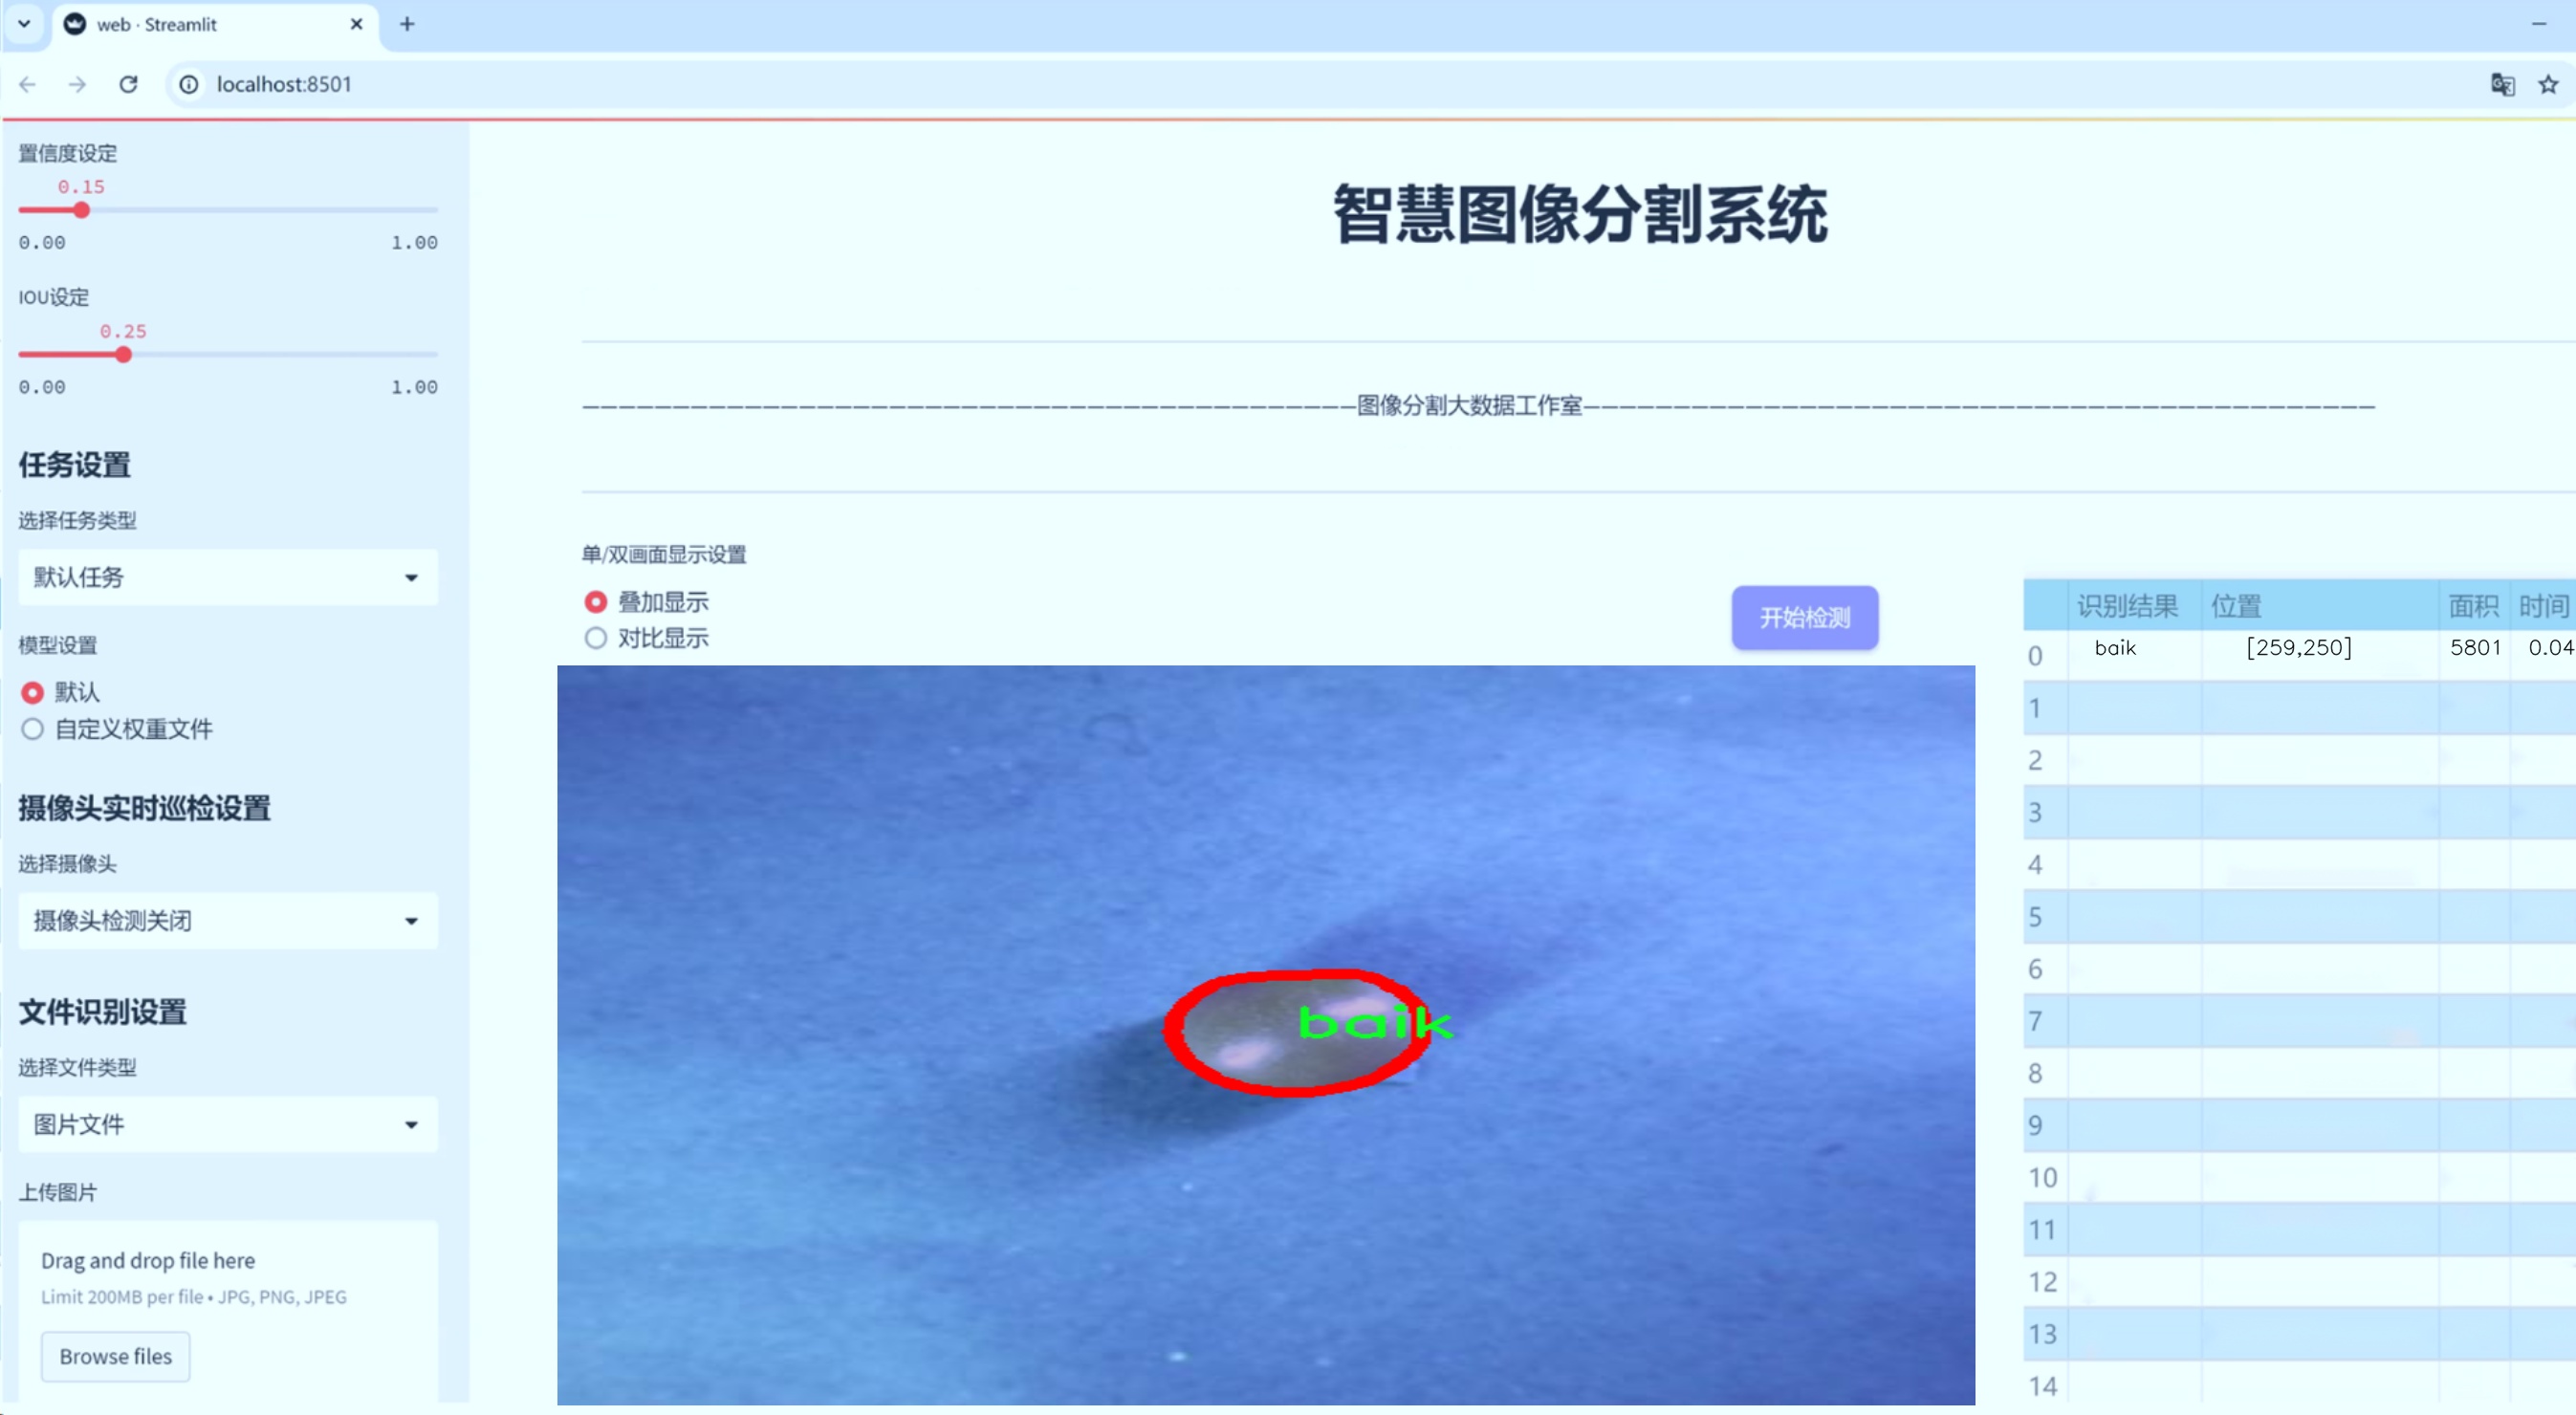 web · Streamlit
localhost:8501
置信度设定
0.15
0.00 1.00
IOU设定
0.25
0.00 1.00
任务设置
选择任务类型
默认任务
模型设置
默认
自定义权重文件
摄像头实时巡检设置
选择摄像头
摄像头检测关闭
文件识别设置
选择文件类型
图片文件
上传图片
Drag and drop file here
Limit 200MB per file • JPG, PNG, JPEG
Browse files
智慧图像分割系统
图像分割大数据工作室
单/双画面显示设置
叠加显示
对比显示
开始检测
baik
识别结果 位置 面积 时间
0 baik [259,250] 5801 0.04
1
2
3
4
5
6
7
8
9
10
11
12
13
14